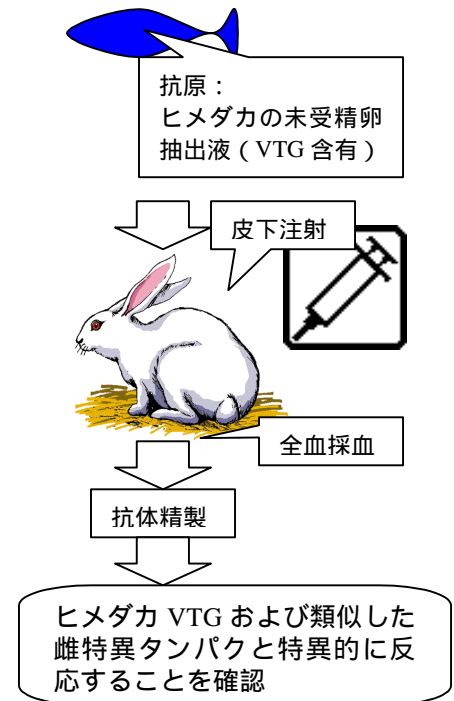 抗原：
ヒメダカの未受精卵
抽出液（VTG 含有）
皮下注射
全血採血
抗体精製
ヒメダカ VTG および類似した
雌特異タンパクと特異的に反
応することを確認